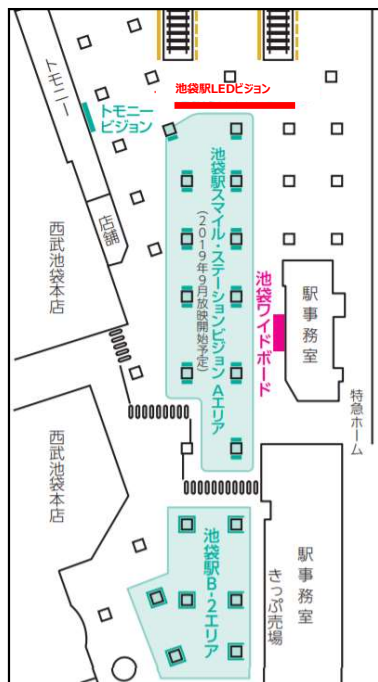 池袋駅LEDビジョン
トモニー
トモニー
ビジョン
店舗
西武池袋本店
池袋駅スマイル・ステーションビジョン Aエリア
(2019年9月放映開始予定)
池袋ワイドボード
駅事務室
特急ホーム
西武池袋本店
池袋駅B-2エリア
駅事務室
きっぷ売場